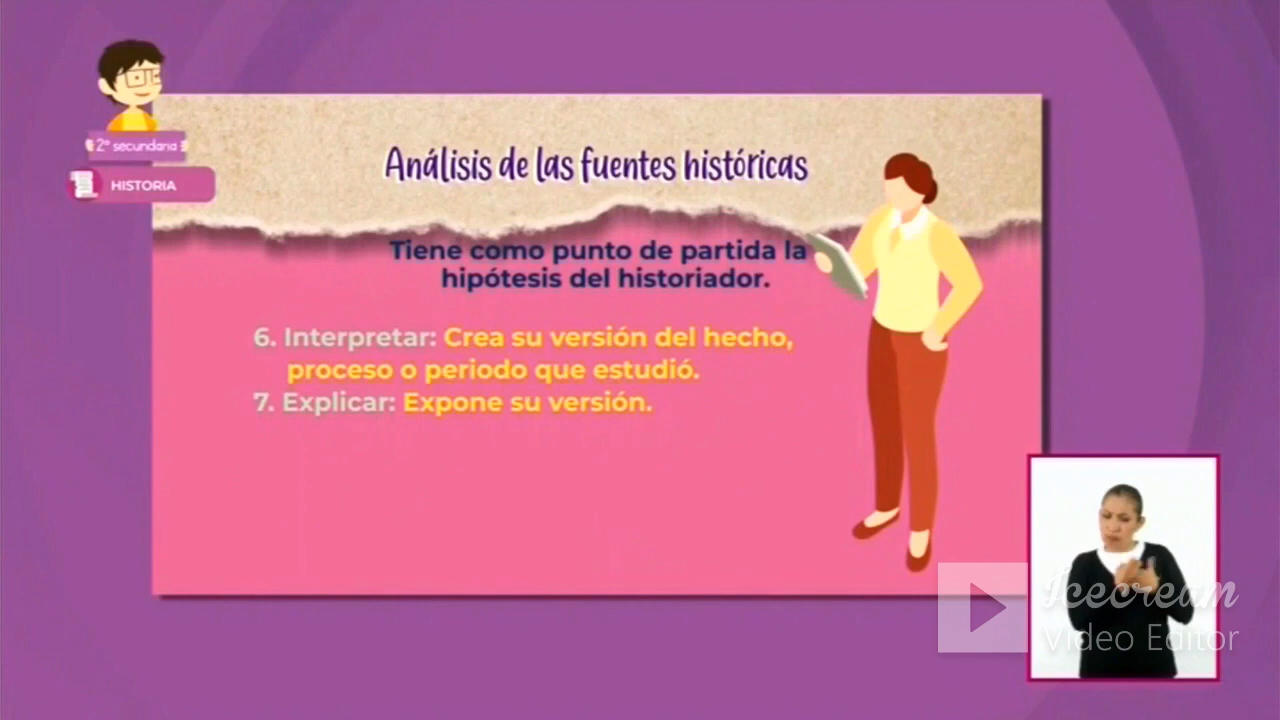 2° secundaria
HISTORIA
Análisis de las fuentes históricas
Tiene como punto de partida la
hipótesis del historiador.
6. Interpretar: Crea su versión del hecho,
proceso o periodo que estudió.
7. Explicar: Expone su versión.
Icecream
Video Editor